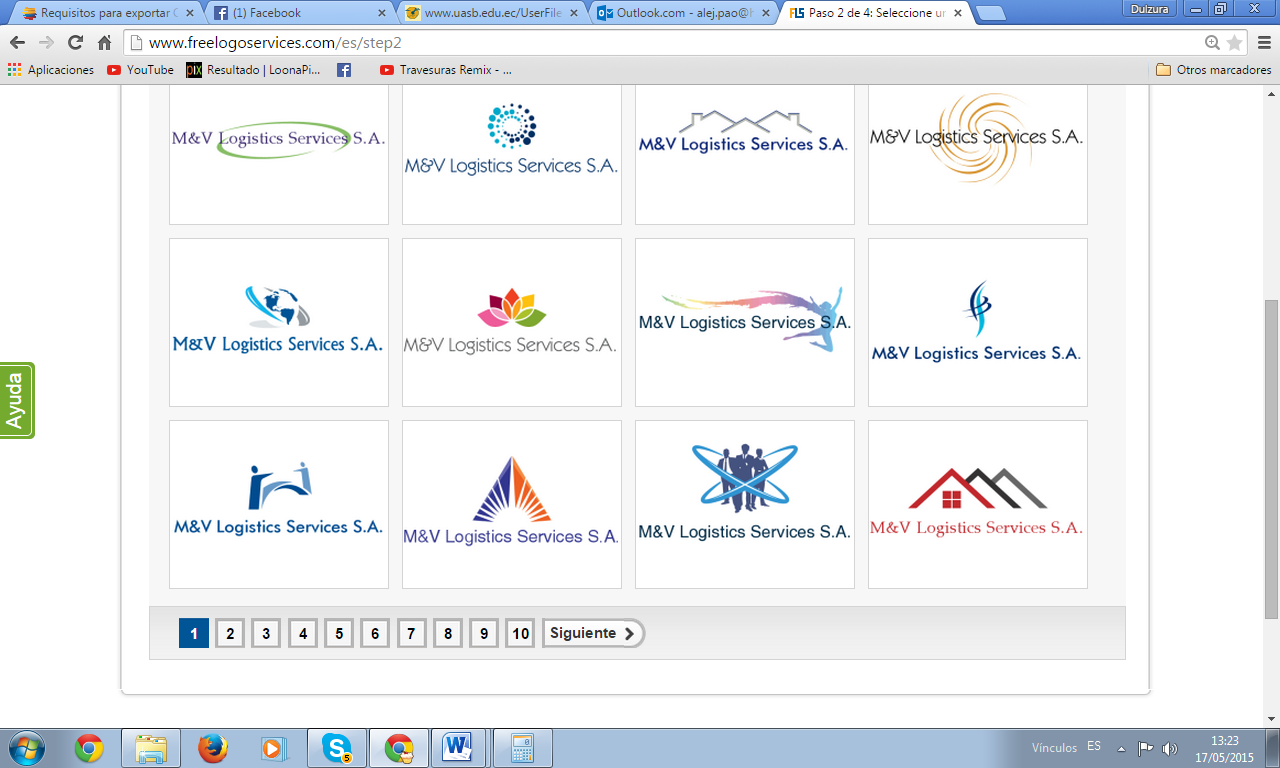 Requisitos para exportar C
(1) Facebook
www.uasb.edu.ec/UserFile
Outlook.com - alej.pao@h
FLS Paso 2 de 4: Seleccione ur
Dulzura
www.freelogoservices.com/es/step2
Aplicaciones
YouTube
Resultado | LoonaPi...
Travesuras Remix - ...
Otros marcadores
M&V Logistics Services S.A.
M&V Logistics Services S.A.
M&V Logistics Services S.A.
M&V Logistics Services S.A.
M&V Logistics Services S.A.
M&V Logistics Services S.A.
M&V Logistics Services S.A.
M&V Logistics Services S.A.
Ayuda
M&V Logistics Services S.A.
M&V Logistics Services S.A.
M&V Logistics Services S.A.
M&V Logistics Services S.A.
1 2 3 4 5 6 7 8 9 10 Siguiente
5
Vínculos ES
13:23
17/05/2015